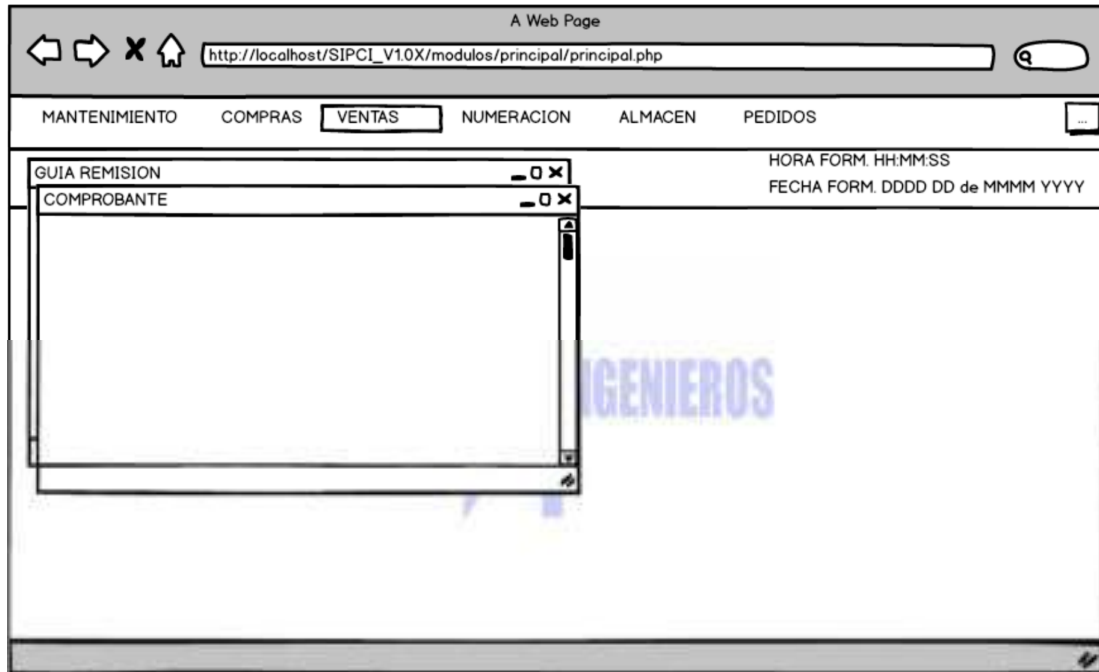 A Web Page
http://localhost/SIPCI_V1.0X/modulos/principal/principal.php
MANTENIMIENTO COMPRAS VENTAS NUMERACION ALMACEN PEDIDOS ...
HORA FORM. HH:MM:SS
FECHA FORM. DDDD DD de MMMM YYYY
GUIA REMISION
COMPROBANTE